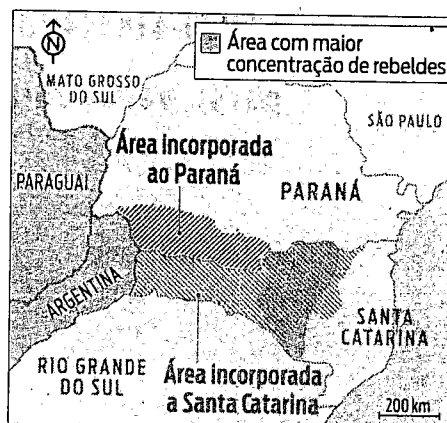 N
Área com maior
concentração de rebeldes
MATO GROSSO
DO SUL
SÃO PAULO
Área incorporada
ao Paraná
PARAGUAI
PARANÁ
ARGENTINA
SANTA
CATARINA
RIO GRANDE
DO SUL
Área incorporada
a Santa Catarina
200 km